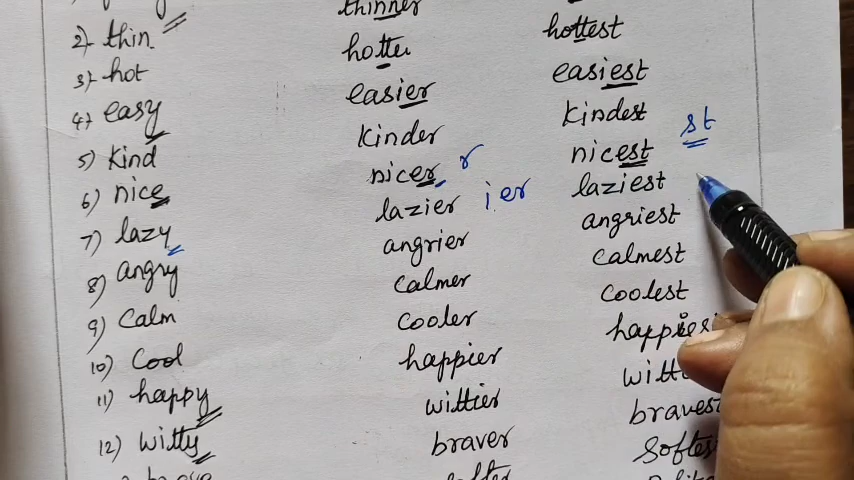 thinner
2) thin hotter hottest
3) hot easier easiest
4) easy kinder kindest
5) kind nicer r nicest st
6) nice lazier ier laziest
7) lazy angrier angriest
8) angry calmer calmest
9) calm cooler coolest
10) cool happier
11) happy wittier
12) witty braver bravest